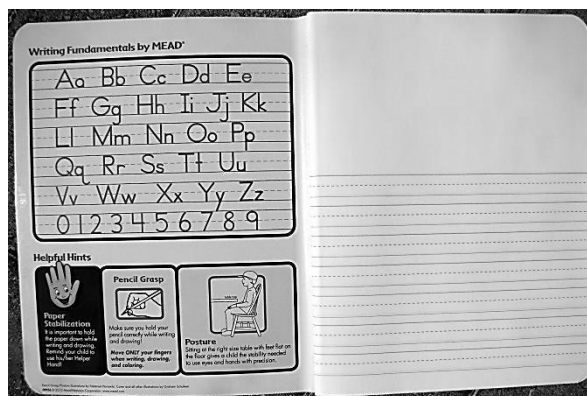 Writing Fundamentals by MEAD®
Aa Bb Cc Dd Ee
Ff Gg Hh Ii Jj Kk
Ll Mm Nn Oo Pp
Qq Rr Ss Tt Uu
Vv Ww Xx Yy Zz
0 1 2 3 4 5 6 7 8 9
Helpful Hints
Paper
Stabilization
It is important to hold
the paper down while
writing and drawing.
Remind your child to
use his/her Helper
Hand!
Pencil Grasp
Make sure you hold your
pencil correctly while writing
and drawing!
Move ONLY your fingers
when writing, drawing,
and coloring.
Posture
Sitting at the right size table with feet flat on
the floor gives a child the stability needed
to use eyes and hands with precision.